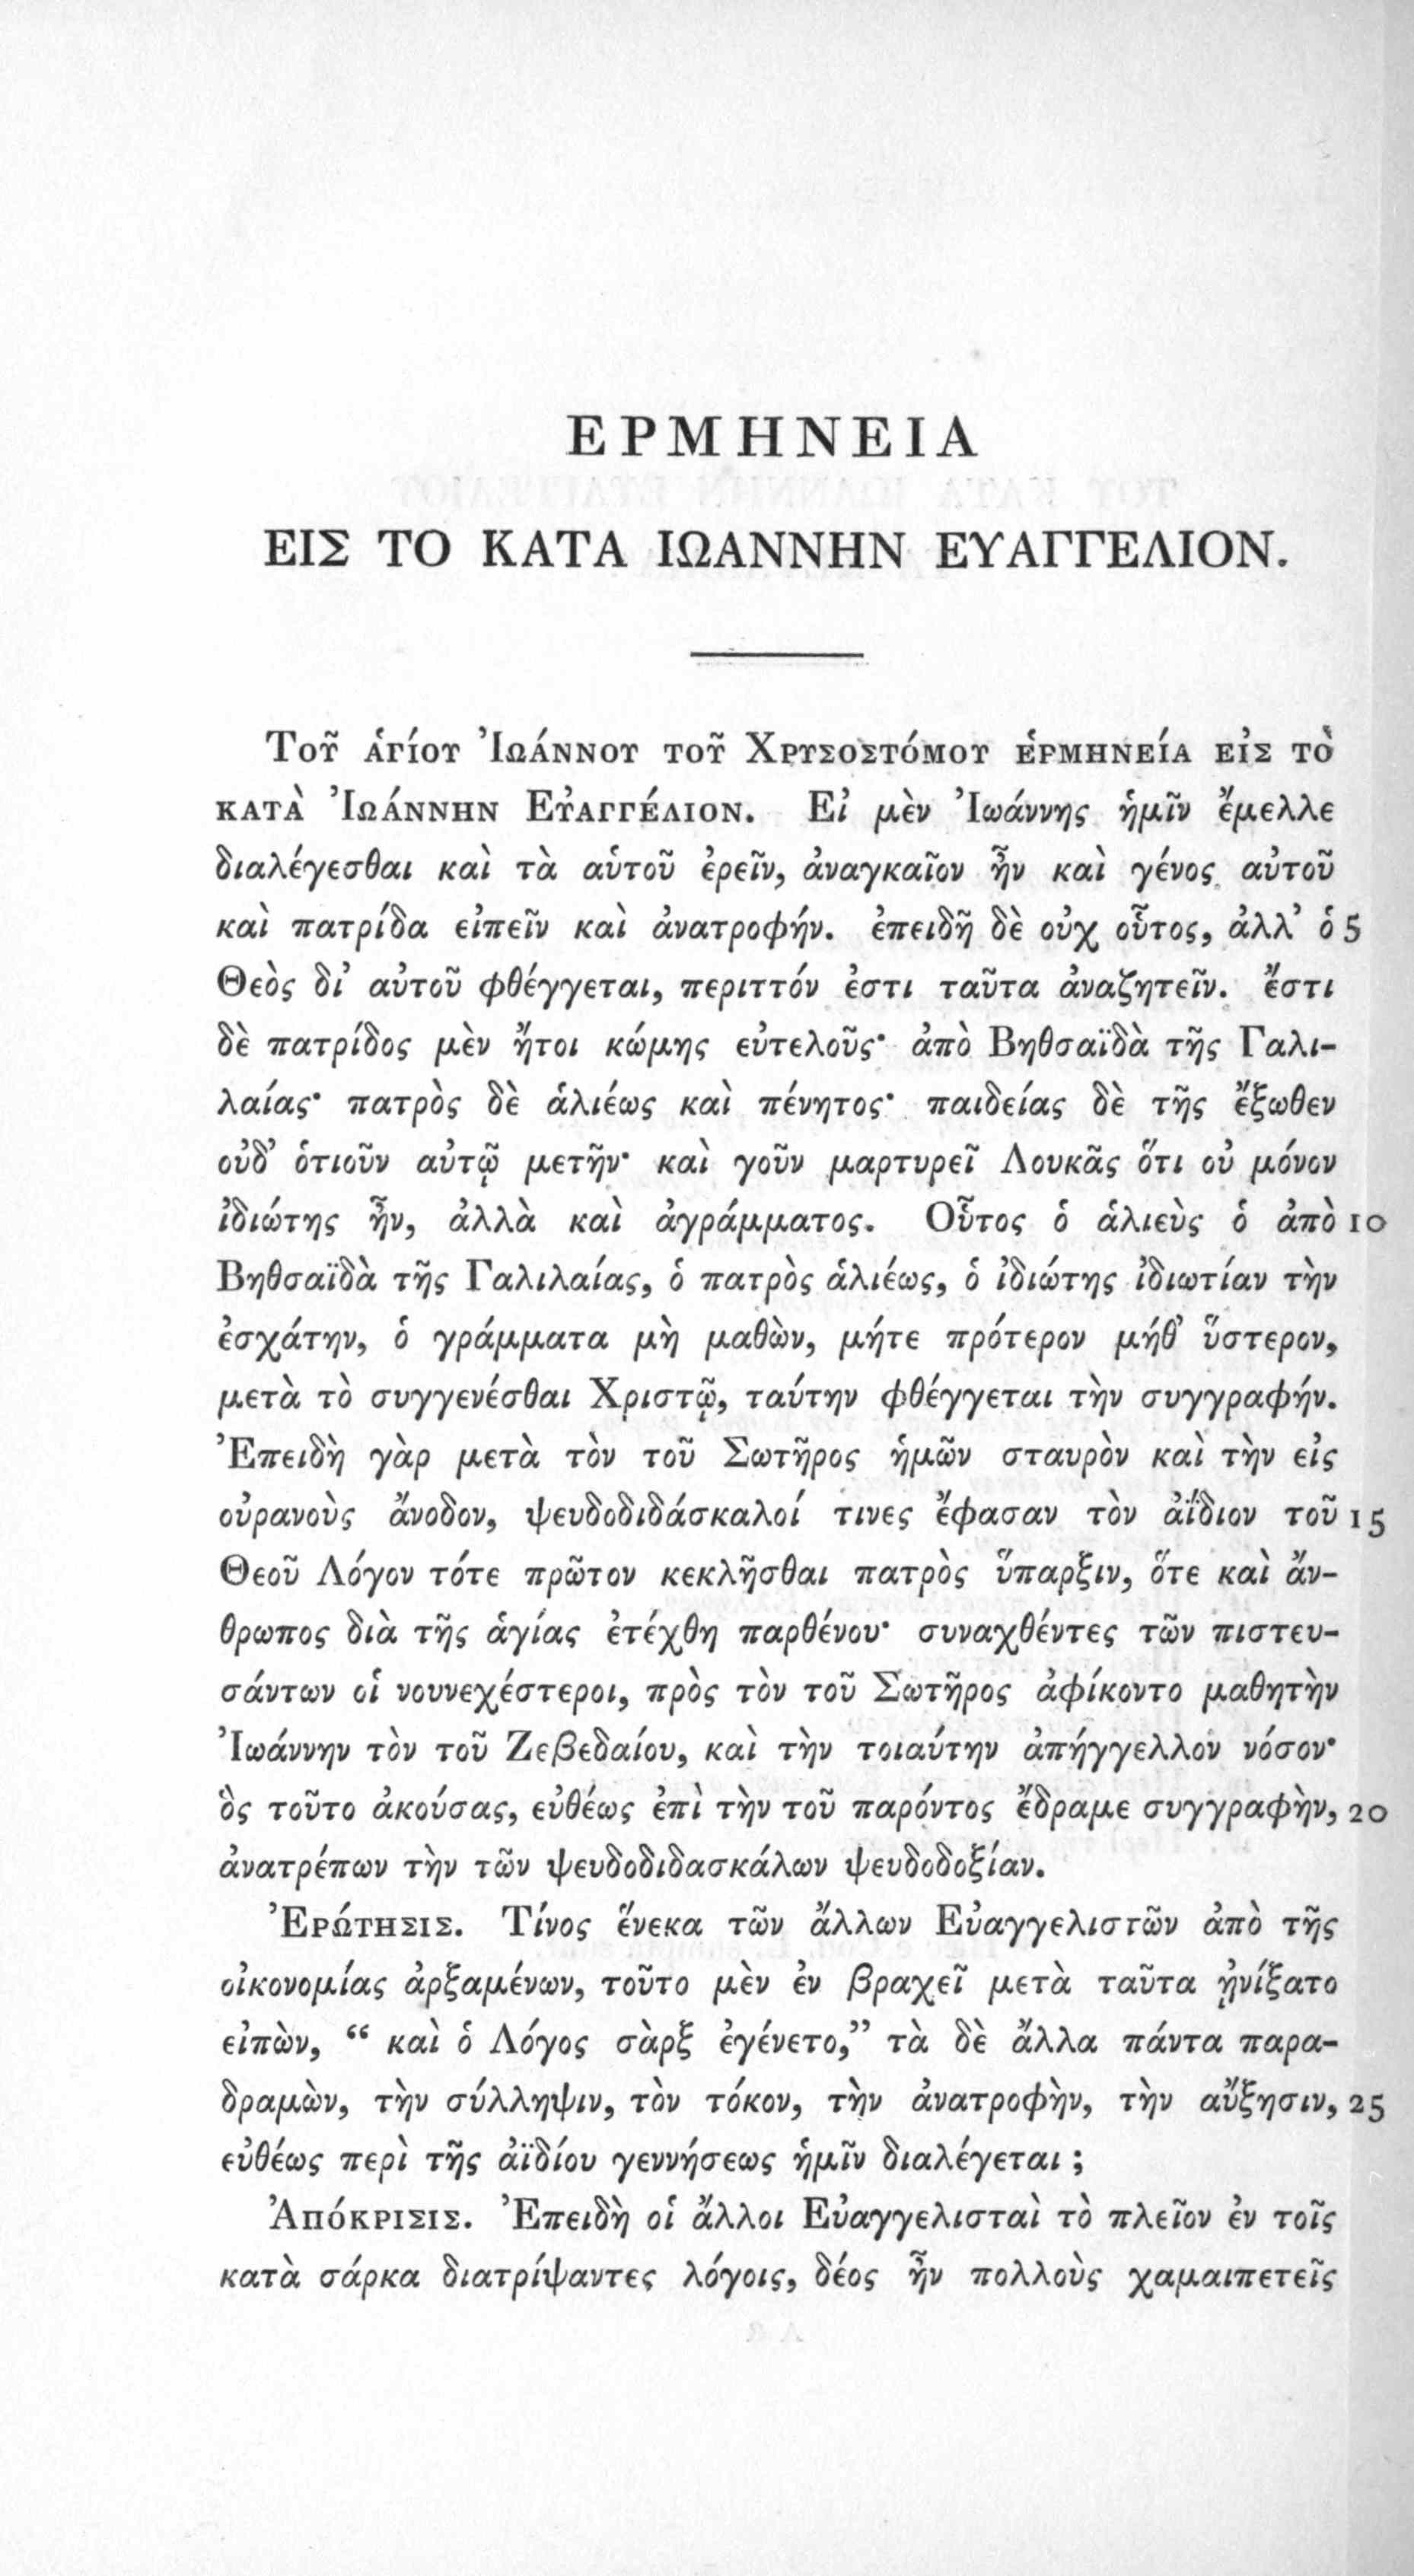 ΕΡΜΗΝΕΙΑ
ΕΙΣ ΤΟ ΚΑΤΑ ΙΩΑΝΝΗΝ ΕΥΑΓΓΕΛΙΟΝ.
Τοῦ ἁγίου Ἰωάννου τοῦ Χρυσοστόμου ἑρμηνεία εἰς τὸ
κατὰ Ἰωάννην Εὐαγγέλιον. Εἰ μὲν Ἰωάννης ἡμῖν ἔμελλε
διαλέγεσθαι καὶ τὰ αὑτοῦ ἐρεῖν, ἀναγκαῖον ἦν καὶ γένος αὐτοῦ
καὶ πατρίδα εἰπεῖν καὶ ἀνατροφήν. ἐπειδῆ δὲ οὐχ οὗτος, ἀλλ’ ὁ 5
Θεὸς δι’ αὐτοῦ φθέγγεται, περιττόν ἐστι ταῦτα ἀναζητεῖν. ἔστι
δὲ πατρίδος μὲν ἤτοι κώμης εὐτελοῦς· ἀπὸ Βηθσαϊδὰ τῆς Γαλι-
λαίας· πατρὸς δὲ ἁλιέως καὶ πένητος· παιδείας δὲ τῆς ἔξωθεν
οὐδ’ ὁτιοῦν αὐτῷ μετῆν· καὶ γοῦν μαρτυρεῖ Λουκᾶς ὅτι οὐ μόνον
ἰδιώτης ἦν, ἀλλὰ καὶ ἀγράμματος. Οὗτος ὁ ἁλιεὺς ὁ ἀπὸ 10
Βηθσαϊδὰ τῆς Γαλιλαίας, ὁ πατρὸς ἁλιέως, ὁ ἰδιώτης ἰδιωτίαν τὴν
ἐσχάτην, ὁ γράμματα μὴ μαθὼν, μήτε πρότερον μήθ’ ὕστερον,
μετὰ τὸ συγγενέσθαι Χριστῷ, ταύτην φθέγγεται τὴν συγγραφήν.
Ἐπειδὴ γὰρ μετὰ τὸν τοῦ Σωτῆρος ἡμῶν σταυρὸν καὶ τὴν εἰς
οὐρανοὺς ἄνοδον, ψευδοδιδάσκαλοί τινες ἔφασαν τὸν ἀΐδιον τοῦ 15
Θεοῦ Λόγον τότε πρῶτον κεκλῆσθαι πατρὸς ὕπαρξιν, ὅτε καὶ ἄν-
θρωπος διὰ τῆς ἁγίας ἐτέχθη παρθένου· συναχθέντες τῶν πιστευ-
σάντων οἱ νουνεχέστεροι, πρὸς τὸν τοῦ Σωτῆρος ἀφίκοντο μαθητὴν
Ἰωάννην τὸν τοῦ Ζεβεδαίου, καὶ τὴν τοιαύτην ἀπήγγελλον νόσον·
ὃς τοῦτο ἀκούσας, εὐθέως ἐπὶ τὴν τοῦ παρόντος ἔδραμε συγγραφὴν, 20
ἀνατρέπων τὴν τῶν ψευδοδιδασκάλων ψευδοδοξίαν.
Ἐρώτησις. Τίνος ἕνεκα τῶν ἄλλων Εὐαγγελιστῶν ἀπὸ τῆς
οἰκονομίας ἀρξαμένων, τοῦτο μὲν ἐν βραχεῖ μετὰ ταῦτα ᾐνίξατο
εἰπὼν, “ καὶ ὁ Λόγος σὰρξ ἐγένετο,” τὰ δὲ ἄλλα πάντα παρα-
δραμὼν, τὴν σύλληψιν, τὸν τόκον, τὴν ἀνατροφὴν, τὴν αὔξησιν, 25
εὐθέως περὶ τῆς ἀϊδίου γεννήσεως ἡμῖν διαλέγεται ;
Ἀπόκρισις. Ἐπειδὴ οἱ ἄλλοι Εὐαγγελισταὶ τὸ πλεῖον ἐν τοῖς
κατὰ σάρκα διατρίψαντες λόγοις, δέος ἦν πολλοὺς χαμαιπετεῖς